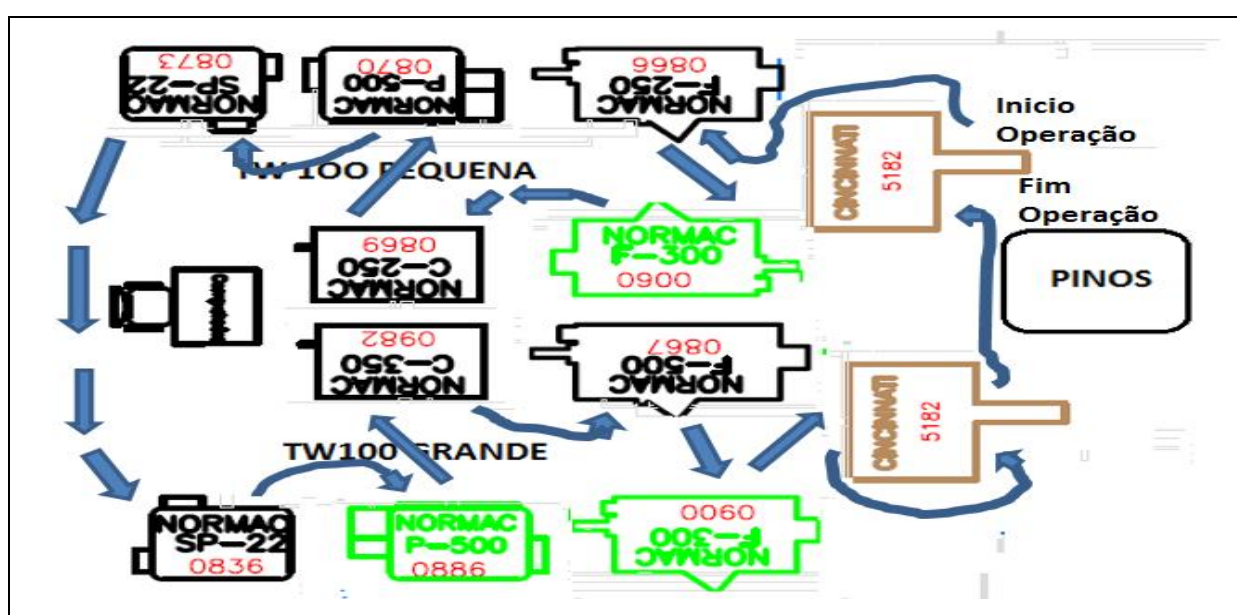 NORMAC
SP-22
0873
NORMAC
P-500
0870
NORMAC
F-250
0866
CINCINNATI
5182
Inicio
Operação
TW 1OO PEQUENA
Fim
Operação
NORMAC
C-250
0869
NORMAC
F-300
0060
PINOS
NORMAC
C-350
0982
NORMAC
F-500
0867
CINCINNATI
5182
TW100 GRANDE
NORMAC
SP-22
0836
NORMAC
P-500
0886
NORMAC
F-300
0900